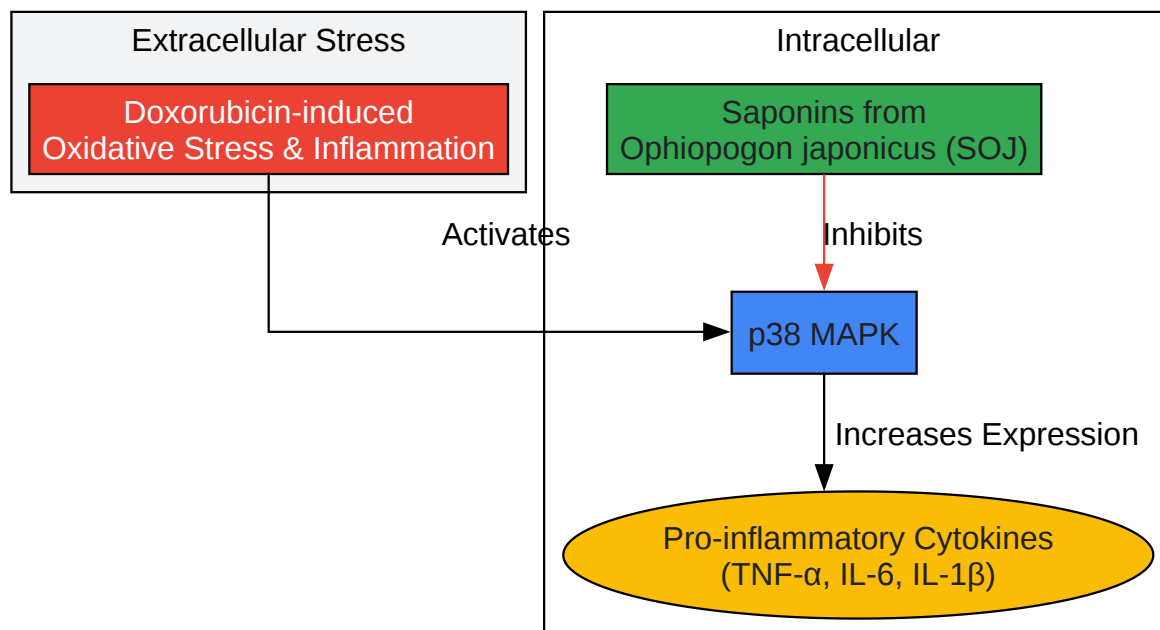 Extracellular Stress
Doxorubicin-induced
Oxidative Stress & Inflammation
Intracellular
Saponins from
Ophiopogon japonicus (SOJ)
Activates
Inhibits
p38 MAPK
Increases Expression
Pro-inflammatory Cytokines
(TNF-α, IL-6, IL-1β)